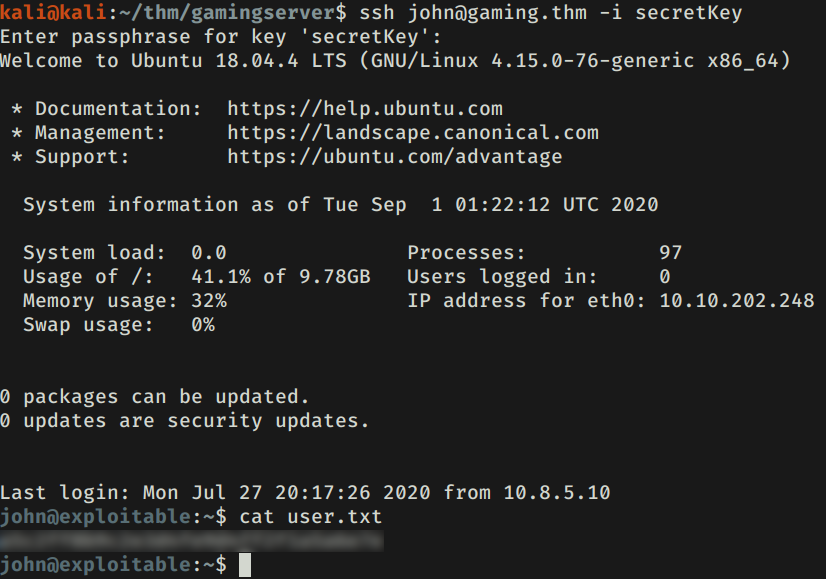 kali@kali:~/thm/gamingserver$ ssh john@gaming.thm -i secretKey
Enter passphrase for key 'secretKey':
Welcome to Ubuntu 18.04.4 LTS (GNU/Linux 4.15.0-76-generic x86_64)
* Documentation:  https://help.ubuntu.com
* Management:     https://landscape.canonical.com
* Support:        https://ubuntu.com/advantage
System information as of Tue Sep  1 01:22:12 UTC 2020
System load:  0.0               Processes:           97
Usage of /:   41.1% of 9.78GB   Users logged in:     0
Memory usage: 32%               IP address for eth0: 10.10.202.248
Swap usage:   0%
0 packages can be updated.
0 updates are security updates.
Last login: Mon Jul 27 20:17:26 2020 from 10.8.5.10
john@exploitable:~$ cat user.txt
john@exploitable:~$